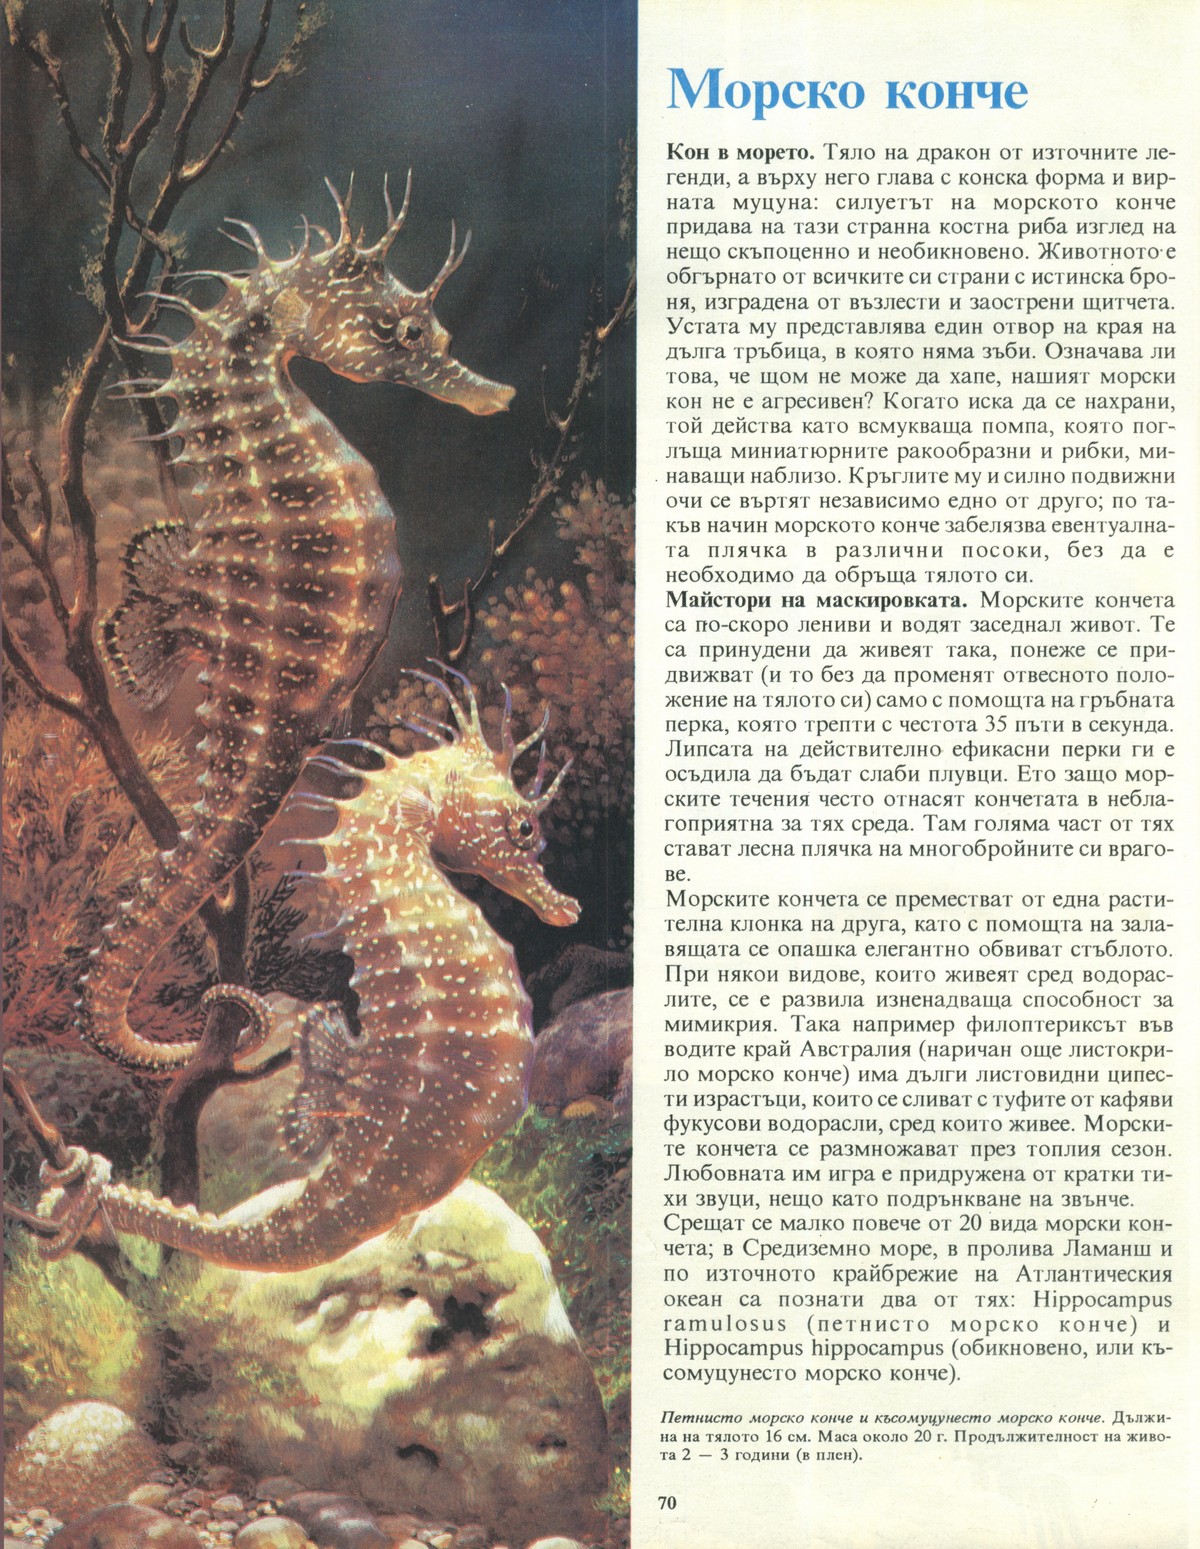 Морско конче
Кон в морето. Тяло на дракон от източните ле-
генди, а върху него глава с конска форма и вир-
ната муцуна: силуетът на морското конче
придава на тази странна костна риба изглед на
нещо скъпоценно и необикновено. Животното е
обгърнато от всичките си страни с истинска бро-
ня, изградена от възлести и заострени щитчета.
Устата му представлява един отвор на края на
дълга тръбица, в която няма зъби. Означава ли
това, че щом не може да хапе, нашият морски
кон не е агресивен? Когато иска да се нахрани,
той действа като всмукваща помпа, която пог-
лъща миниатюрните ракообразни и рибки, ми-
наващи наблизо. Кръглите му и силно подвижни
очи се въртят независимо едно от друго; по та-
къв начин морското конче забелязва евентуална-
та плячка в различни посоки, без да е
необходимо да обръща тялото си.
Майстори на маскировката. Морските кончета
са по-скоро лениви и водят заседнал живот. Те
са принудени да живеят така, понеже се при-
движват (и то без да променят отвесното поло-
жение на тялото си) само с помощта на гръбната
перка, която трепти с честота 35 пъти в секунда.
Липсата на действително ефикасни перки ги е
осъдила да бъдат слаби плувци. Ето защо мор-
ските течения често отнасят кончетата в небла-
гоприятна за тях среда. Там голяма част от тях
стават лесна плячка на многобройните си враго-
ве.
Морските кончета се преместват от една расти-
телна клонка на друга, като с помощта на зала-
вящата се опашка елегантно обвиват стъблото.
При някои видове, които живеят сред водорас-
лите, се е развила изненадваща способност за
мимикрия. Така например филоптериксът във
водите край Австралия (наричан още листокри-
ло морско конче) има дълги листовидни ципес-
ти израстъци, които се сливат с туфите от кафяви
фукусови водорасли, сред които живее. Морски-
те кончета се размножават през топлия сезон.
Любовната им игра е придружена от кратки ти-
хи звуци, нещо като подрънкване на звънче.
Срещат се малко повече от 20 вида морски кон-
чета; в Средиземно море, в пролива Ламанш и
по източното крайбрежие на Атлантическия
океан са познати два от тях: Hippocampus
ramulosus (петнисто морско конче) и
Hippocampus hippocampus (обикновено, или къ-
сомуцунесто морско конче).
Петнисто морско конче и късомуцунесто морско конче. Дължи-
на на тялото 16 см. Маса около 20 г. Продължителност на живо-
та 2 — 3 години (в плен).
70